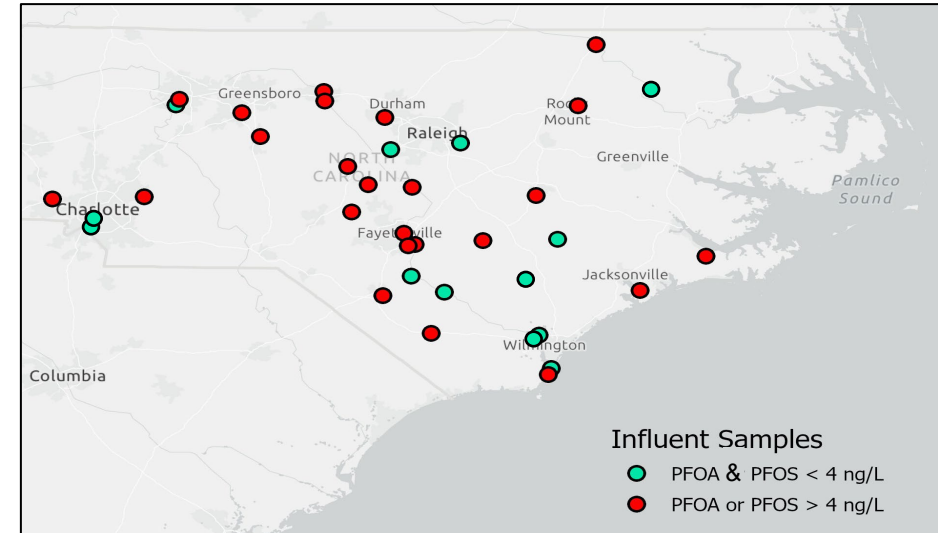 Greensboro
Durham
Raleigh
Rocky
Mount
NORTH
CAROLINA
Greenville
Pamlico
Sound
Charlotte
Fayetteville
Jacksonville
Wilmington
Columbia
Influent Samples
PFOA & PFOS < 4 ng/L
PFOA or PFOS > 4 ng/L